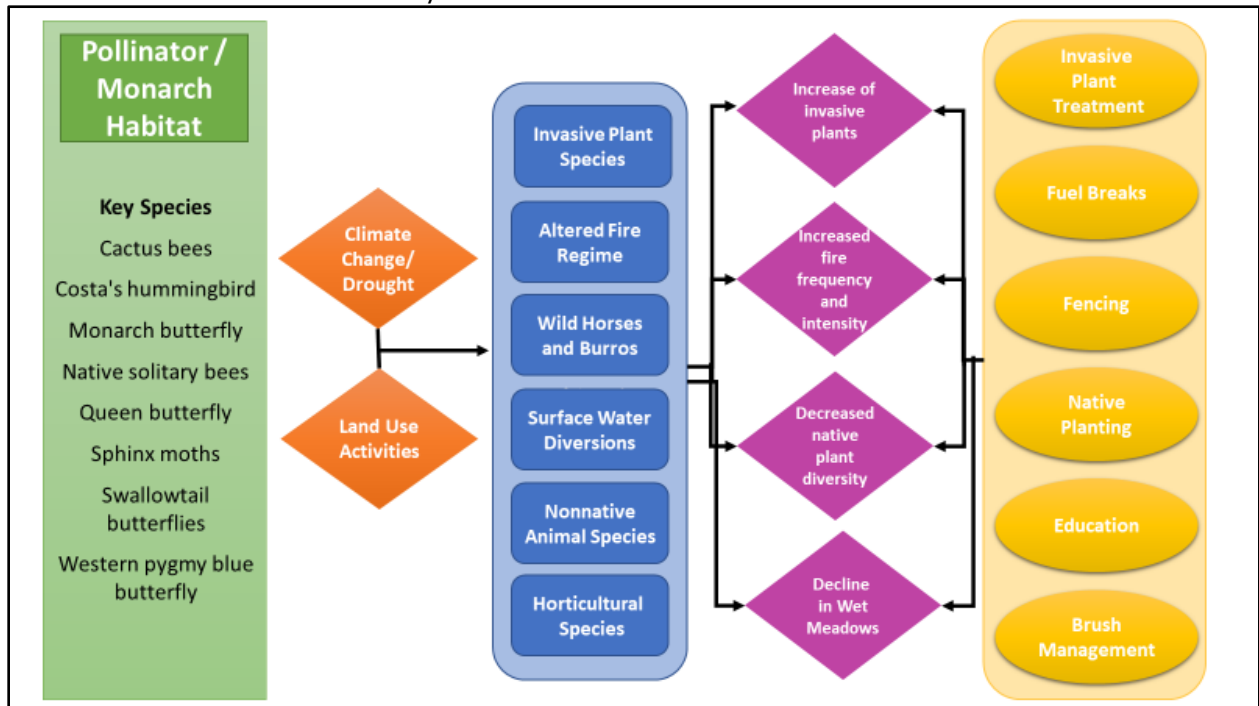 Pollinator /
Monarch
Habitat
Key Species
Cactus bees
Costa's hummingbird
Monarch butterfly
Native solitary bees
Queen butterfly
Sphinx moths
Swallowtail
butterflies
Western pygmy blue
butterfly
Climate
Change/
Drought
Land Use
Activities
Invasive Plant
Species
Altered Fire
Regime
Wild Horses
and Burros
Surface Water
Diversions
Nonnative
Animal Species
Horticultural
Species
Increase of
invasive
plants
Increased
fire
frequency
and
intensity
Decreased
native
plant
diversity
Decline
in Wet
Meadows
Invasive
Plant
Treatment
Fuel Breaks
Fencing
Native
Planting
Education
Brush
Management